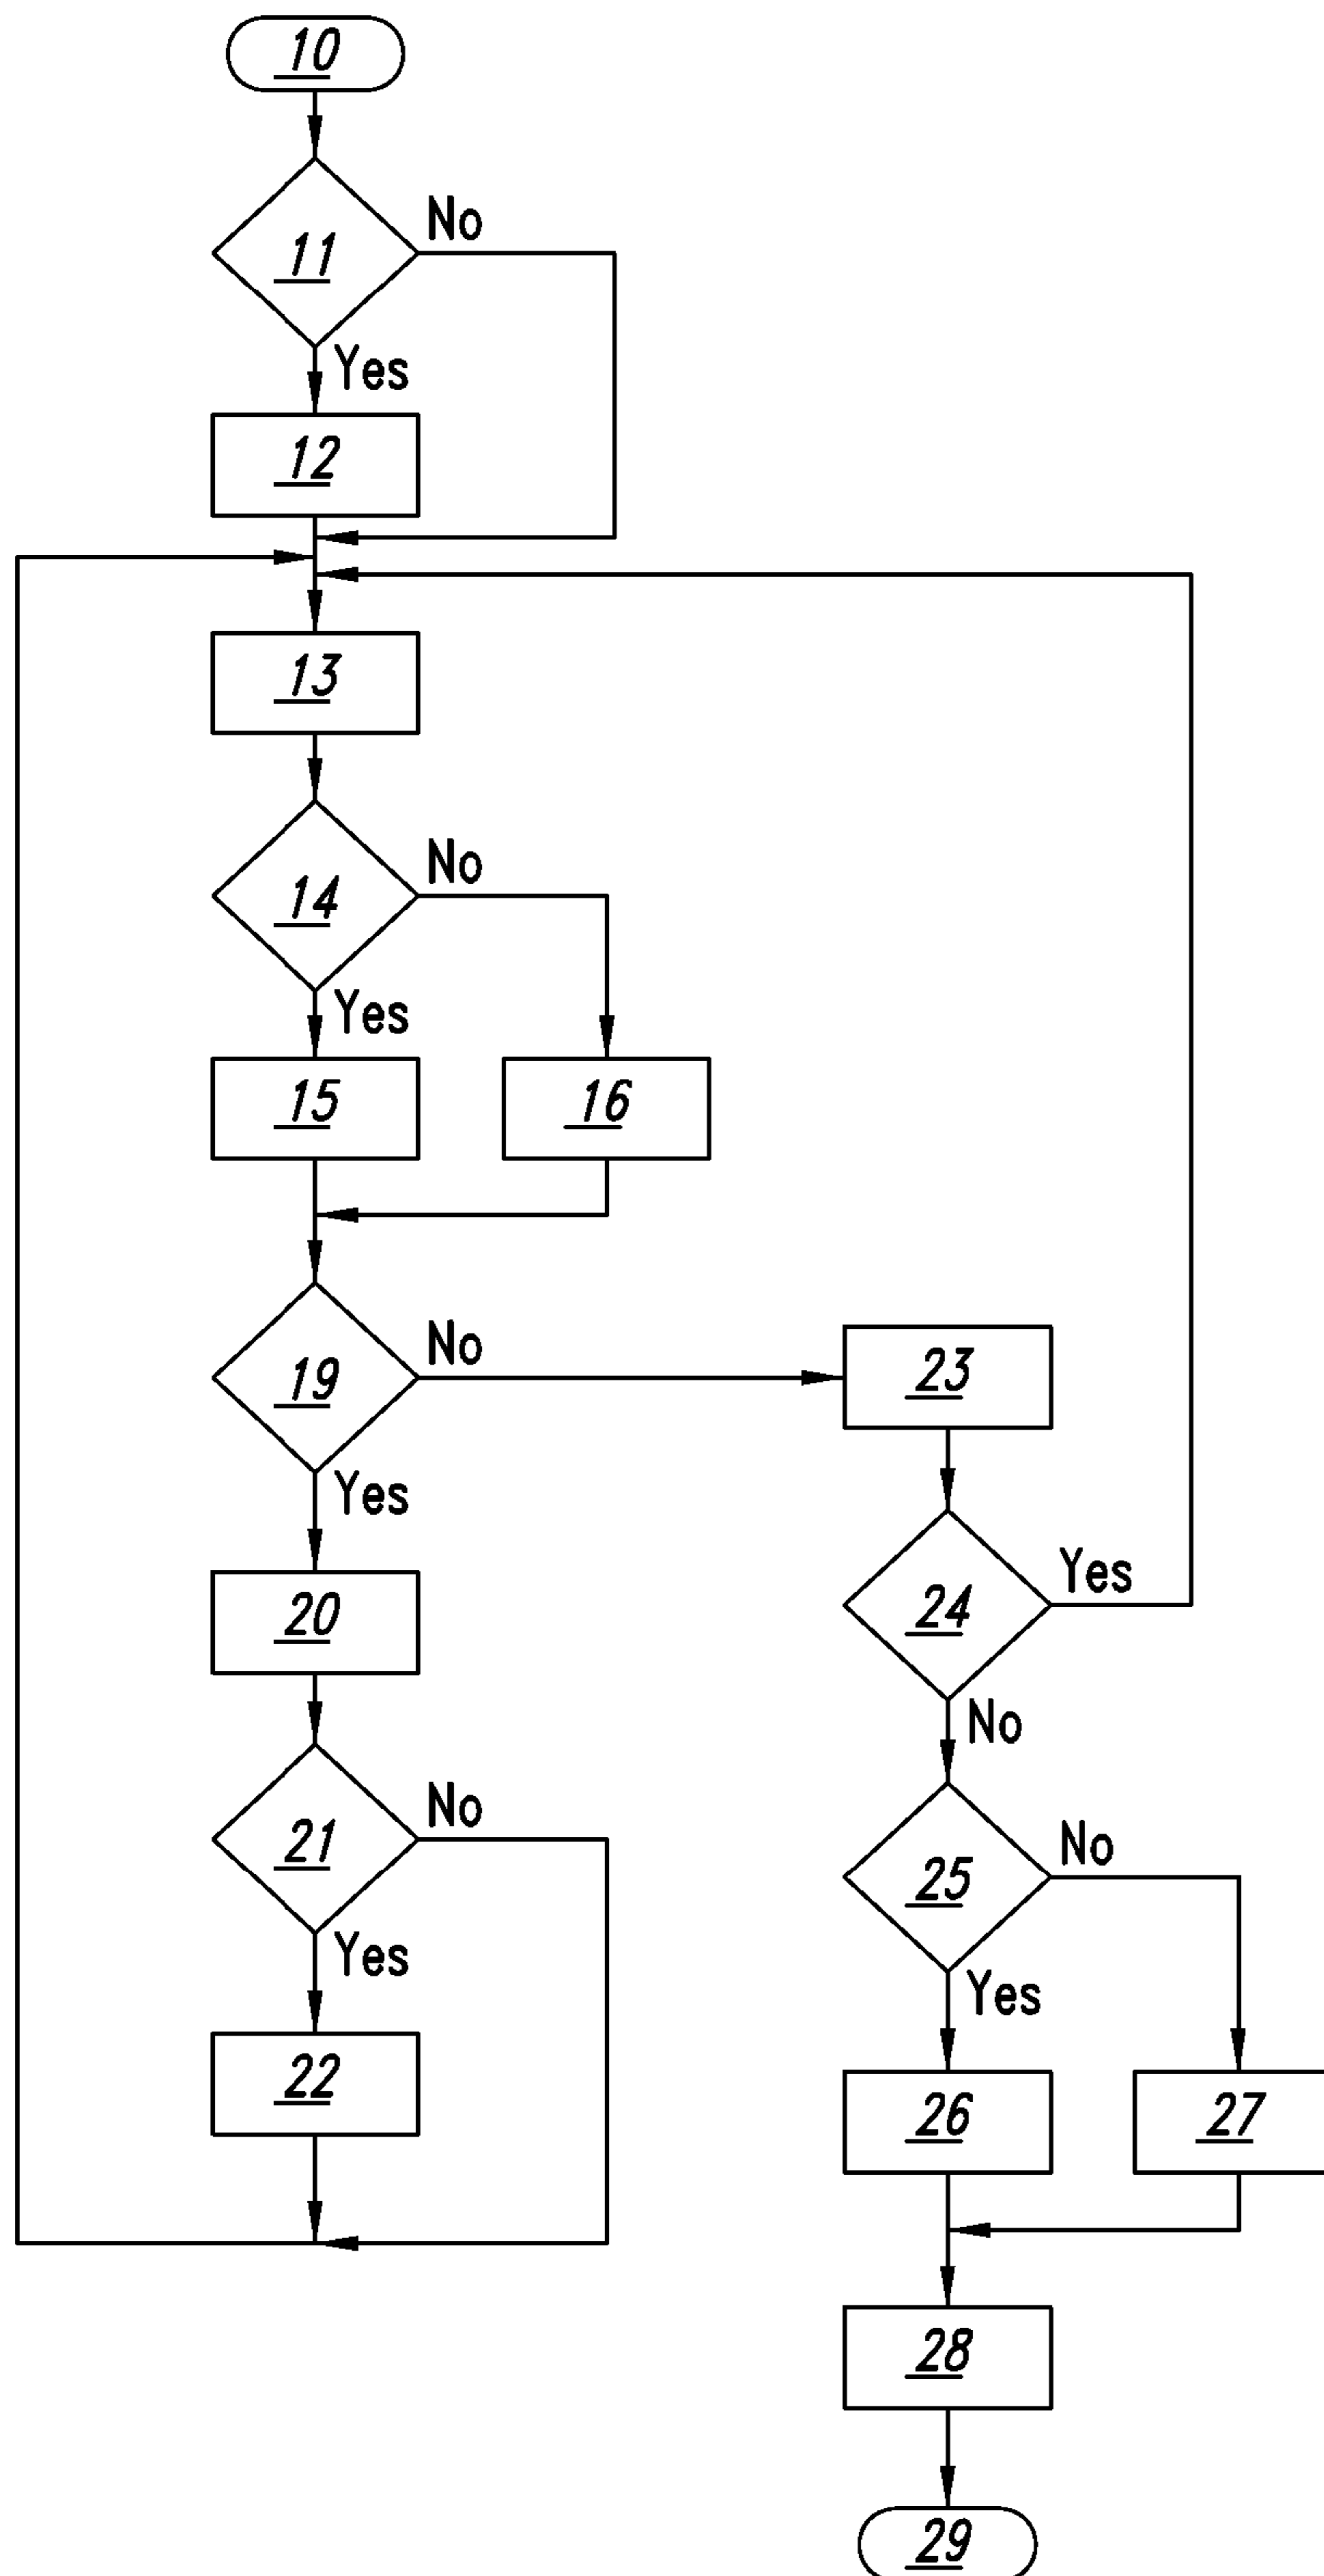 10
11
No
Yes
12
13
14
No
Yes
15
16
19
No
23
Yes
24
Yes
20
No
21
No
25
No
Yes
Yes
22
26
27
28
29